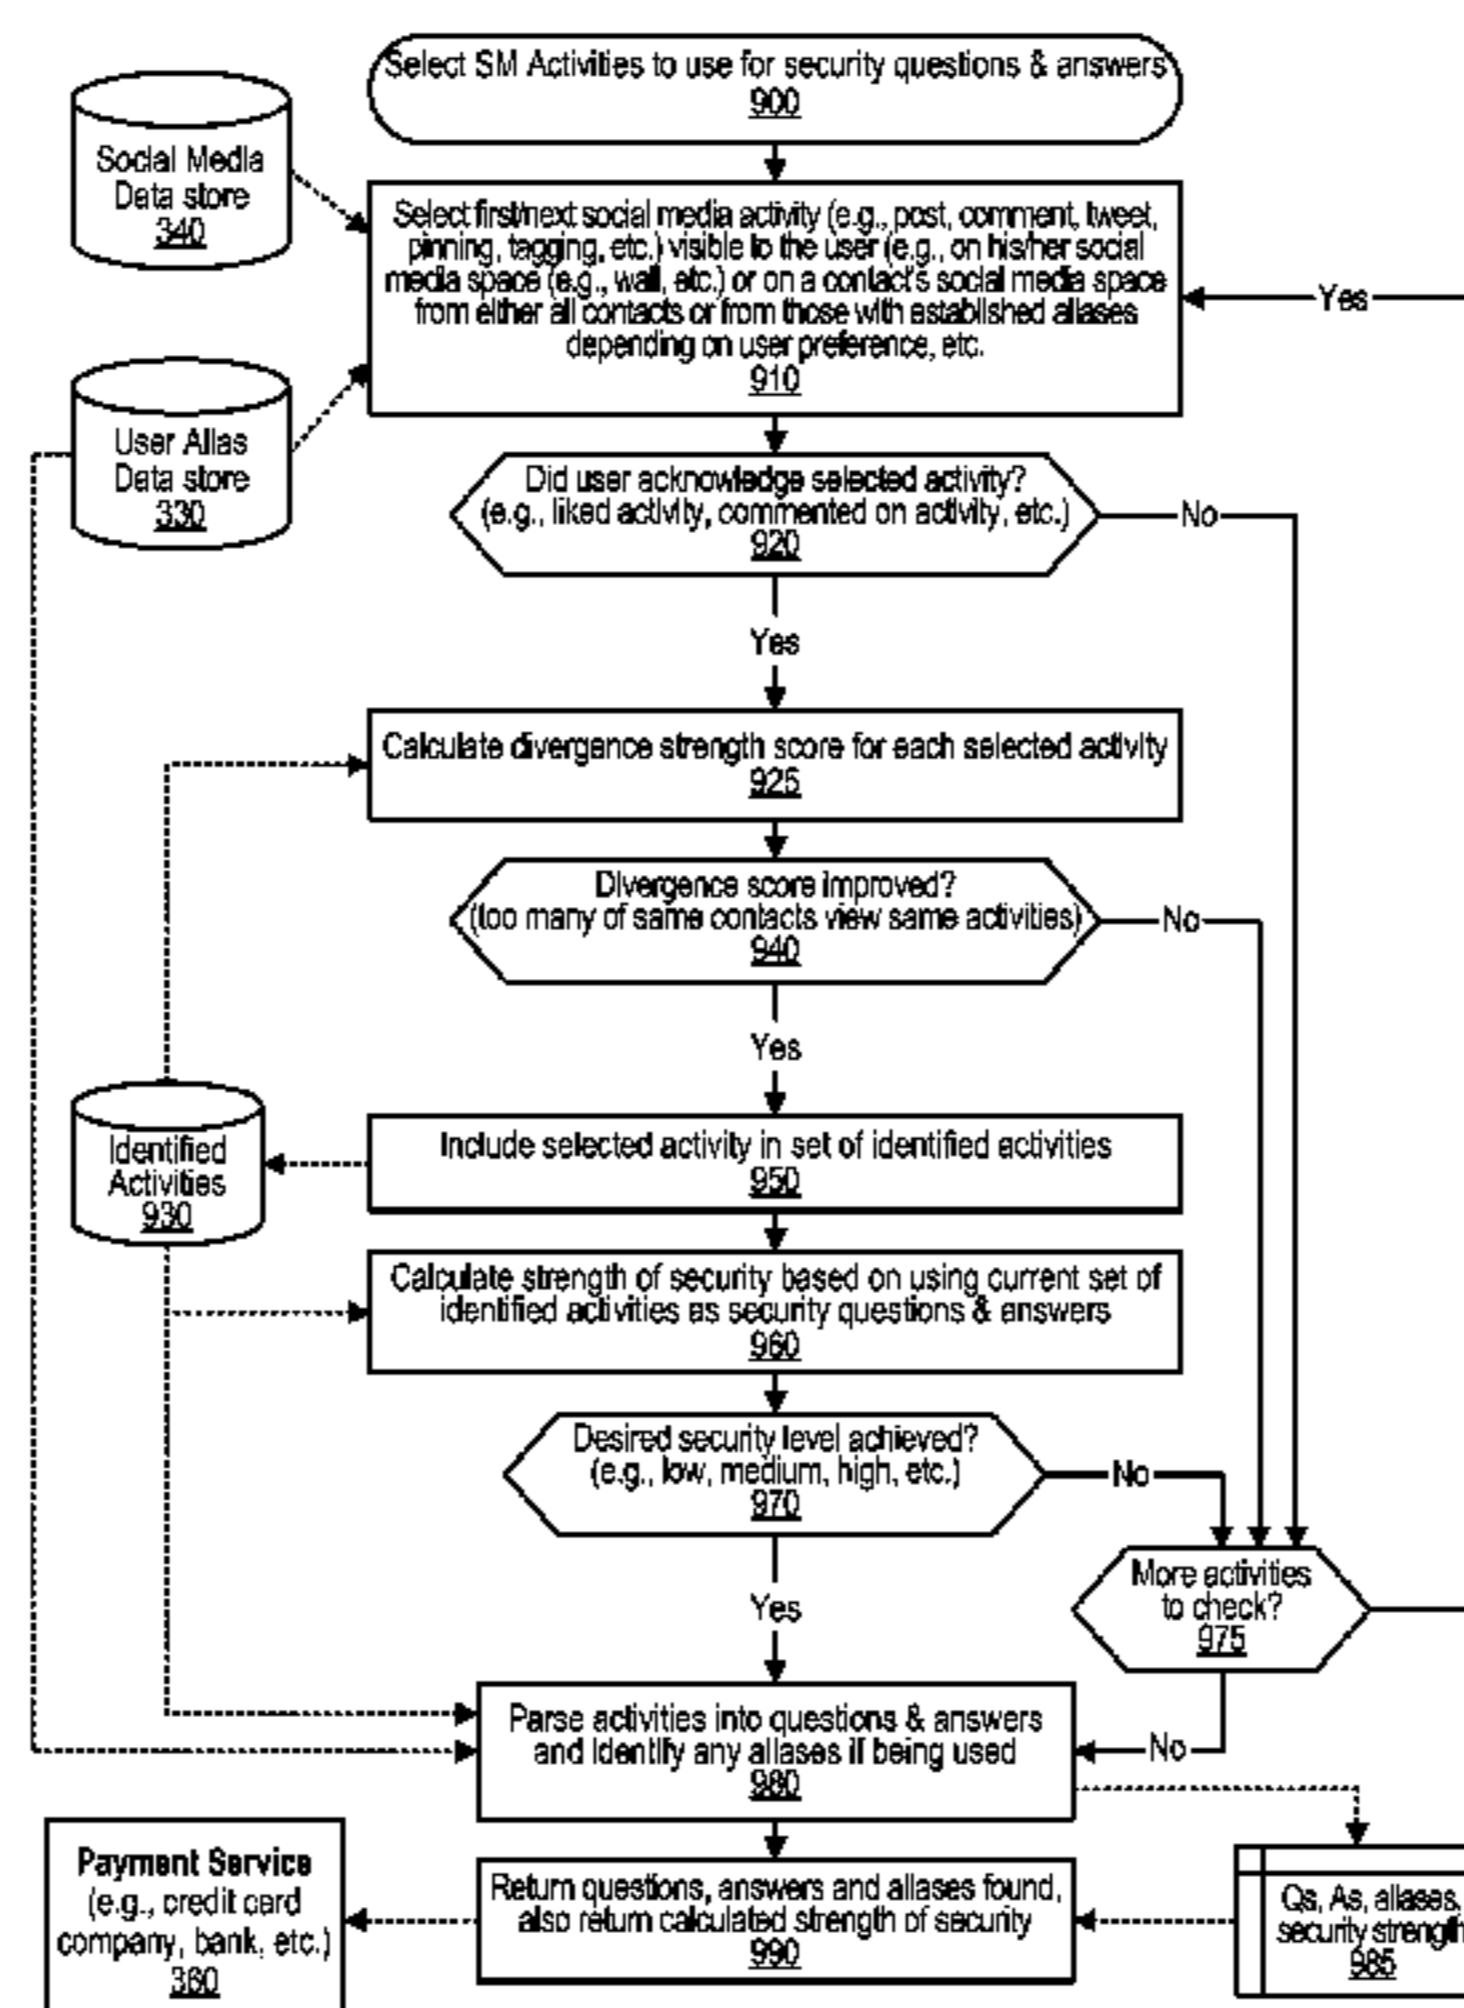 Select SM Activities to use for security questions & answers
900
Social Media
Data store
340
Select first/next social media activity (e.g., post, comment, tweet,
pinning, tagging, etc.) visible to the user (e.g., on his/her social
media space (e.g., wall, etc.) or on a contact's social media space
from either all contacts or from those with established aliases
depending on user preference, etc.
910
Yes
User Alias
Data store
330
Did user acknowledge selected activity?
(e.g., liked activity, commented on activity, etc.)
920
No
Yes
Calculate divergence strength score for each selected activity
925
Divergence score improved?
(too many of same contacts view same activities)
940
No
Yes
Identified
Activities
930
Include selected activity in set of identified activities
950
Calculate strength of security based on using current set of
identified activities as security questions & answers
960
Desired security level achieved?
(e.g., low, medium, high, etc.)
970
No
Yes
More activities
to check?
975
No
Parse activities into questions & answers
and identify any aliases if being used
980
Payment Service
(e.g., credit card
company, bank, etc.)
360
Return questions, answers and aliases found,
also return calculated strength of security
990
Qs, As, aliases,
security strength
985